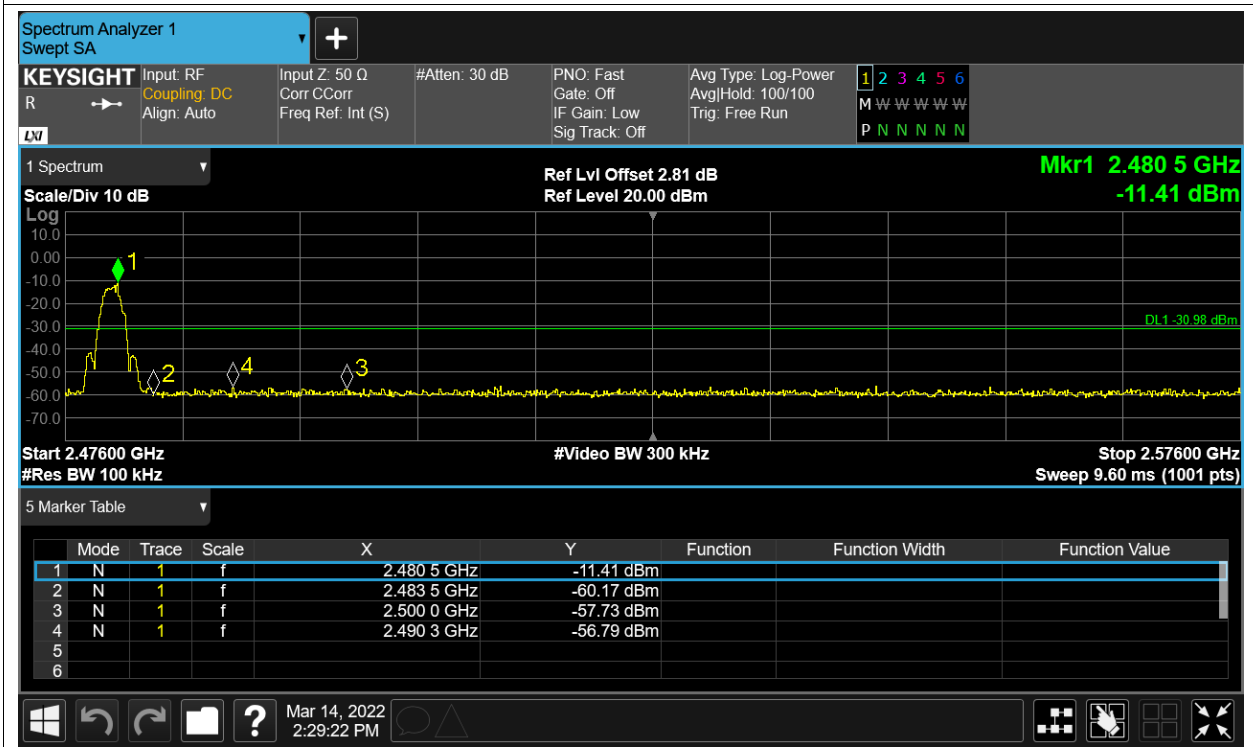 Spectrum Analyzer 1
Swept SA
KEYSIGHT Input: RF Input Z: 50 Ω #Atten: 30 dB PNO: Fast Avg Type: Log-Power 1 2 3 4 5 6
R Coupling: DC Corr CCorr Gate: Off Avg|Hold: 100/100 M W W W W W W
Align: Auto Freq Ref: Int (S) IF Gain: Low Trig: Free Run
LXI Sig Track: Off P N N N N N N
1 Spectrum Ref Lvl Offset 2.81 dB Mkr1 2.480 5 GHz
Scale/Div 10 dB Ref Level 20.00 dBm -11.41 dBm
Log
10.0
0.00 1
-10.0
-20.0
-30.0 DL1 -30.98 dBm
-40.0
-50.0 2 4 3
-60.0
-70.0
Start 2.47600 GHz #Video BW 300 kHz Stop 2.57600 GHz
#Res BW 100 kHz Sweep 9.60 ms (1001 pts)
5 Marker Table
Mode Trace Scale X Y Function Function Width Function Value
1 N 1 f 2.480 5 GHz -11.41 dBm
2 N 1 f 2.483 5 GHz -60.17 dBm
3 N 1 f 2.500 0 GHz -57.73 dBm
4 N 1 f 2.490 3 GHz -56.79 dBm
5
6
? Mar 14, 2022
2:29:22 PM